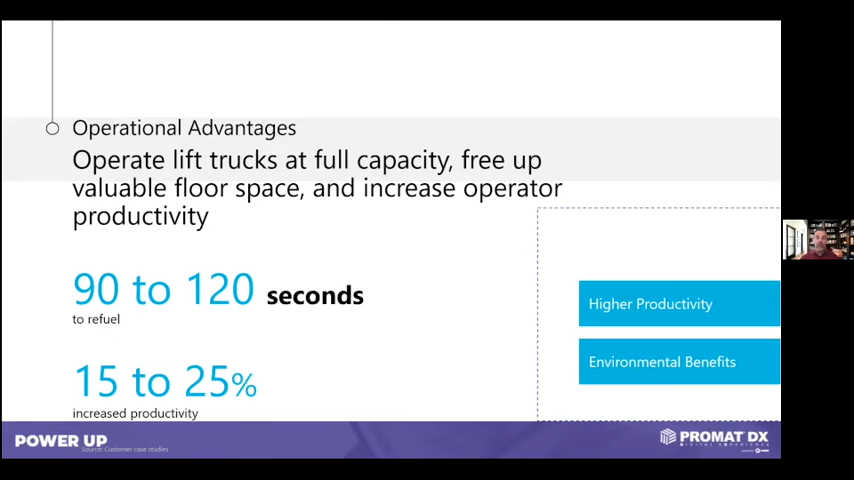 Operational Advantages
Operate lift trucks at full capacity, free up
valuable floor space, and increase operator
productivity
90 to 120 seconds
to refuel
15 to 25%
increased productivity
Higher Productivity
Environmental Benefits
POWER UP
Source: Customer case studies
PROMAT DX
DIGITAL EXPERIENCE